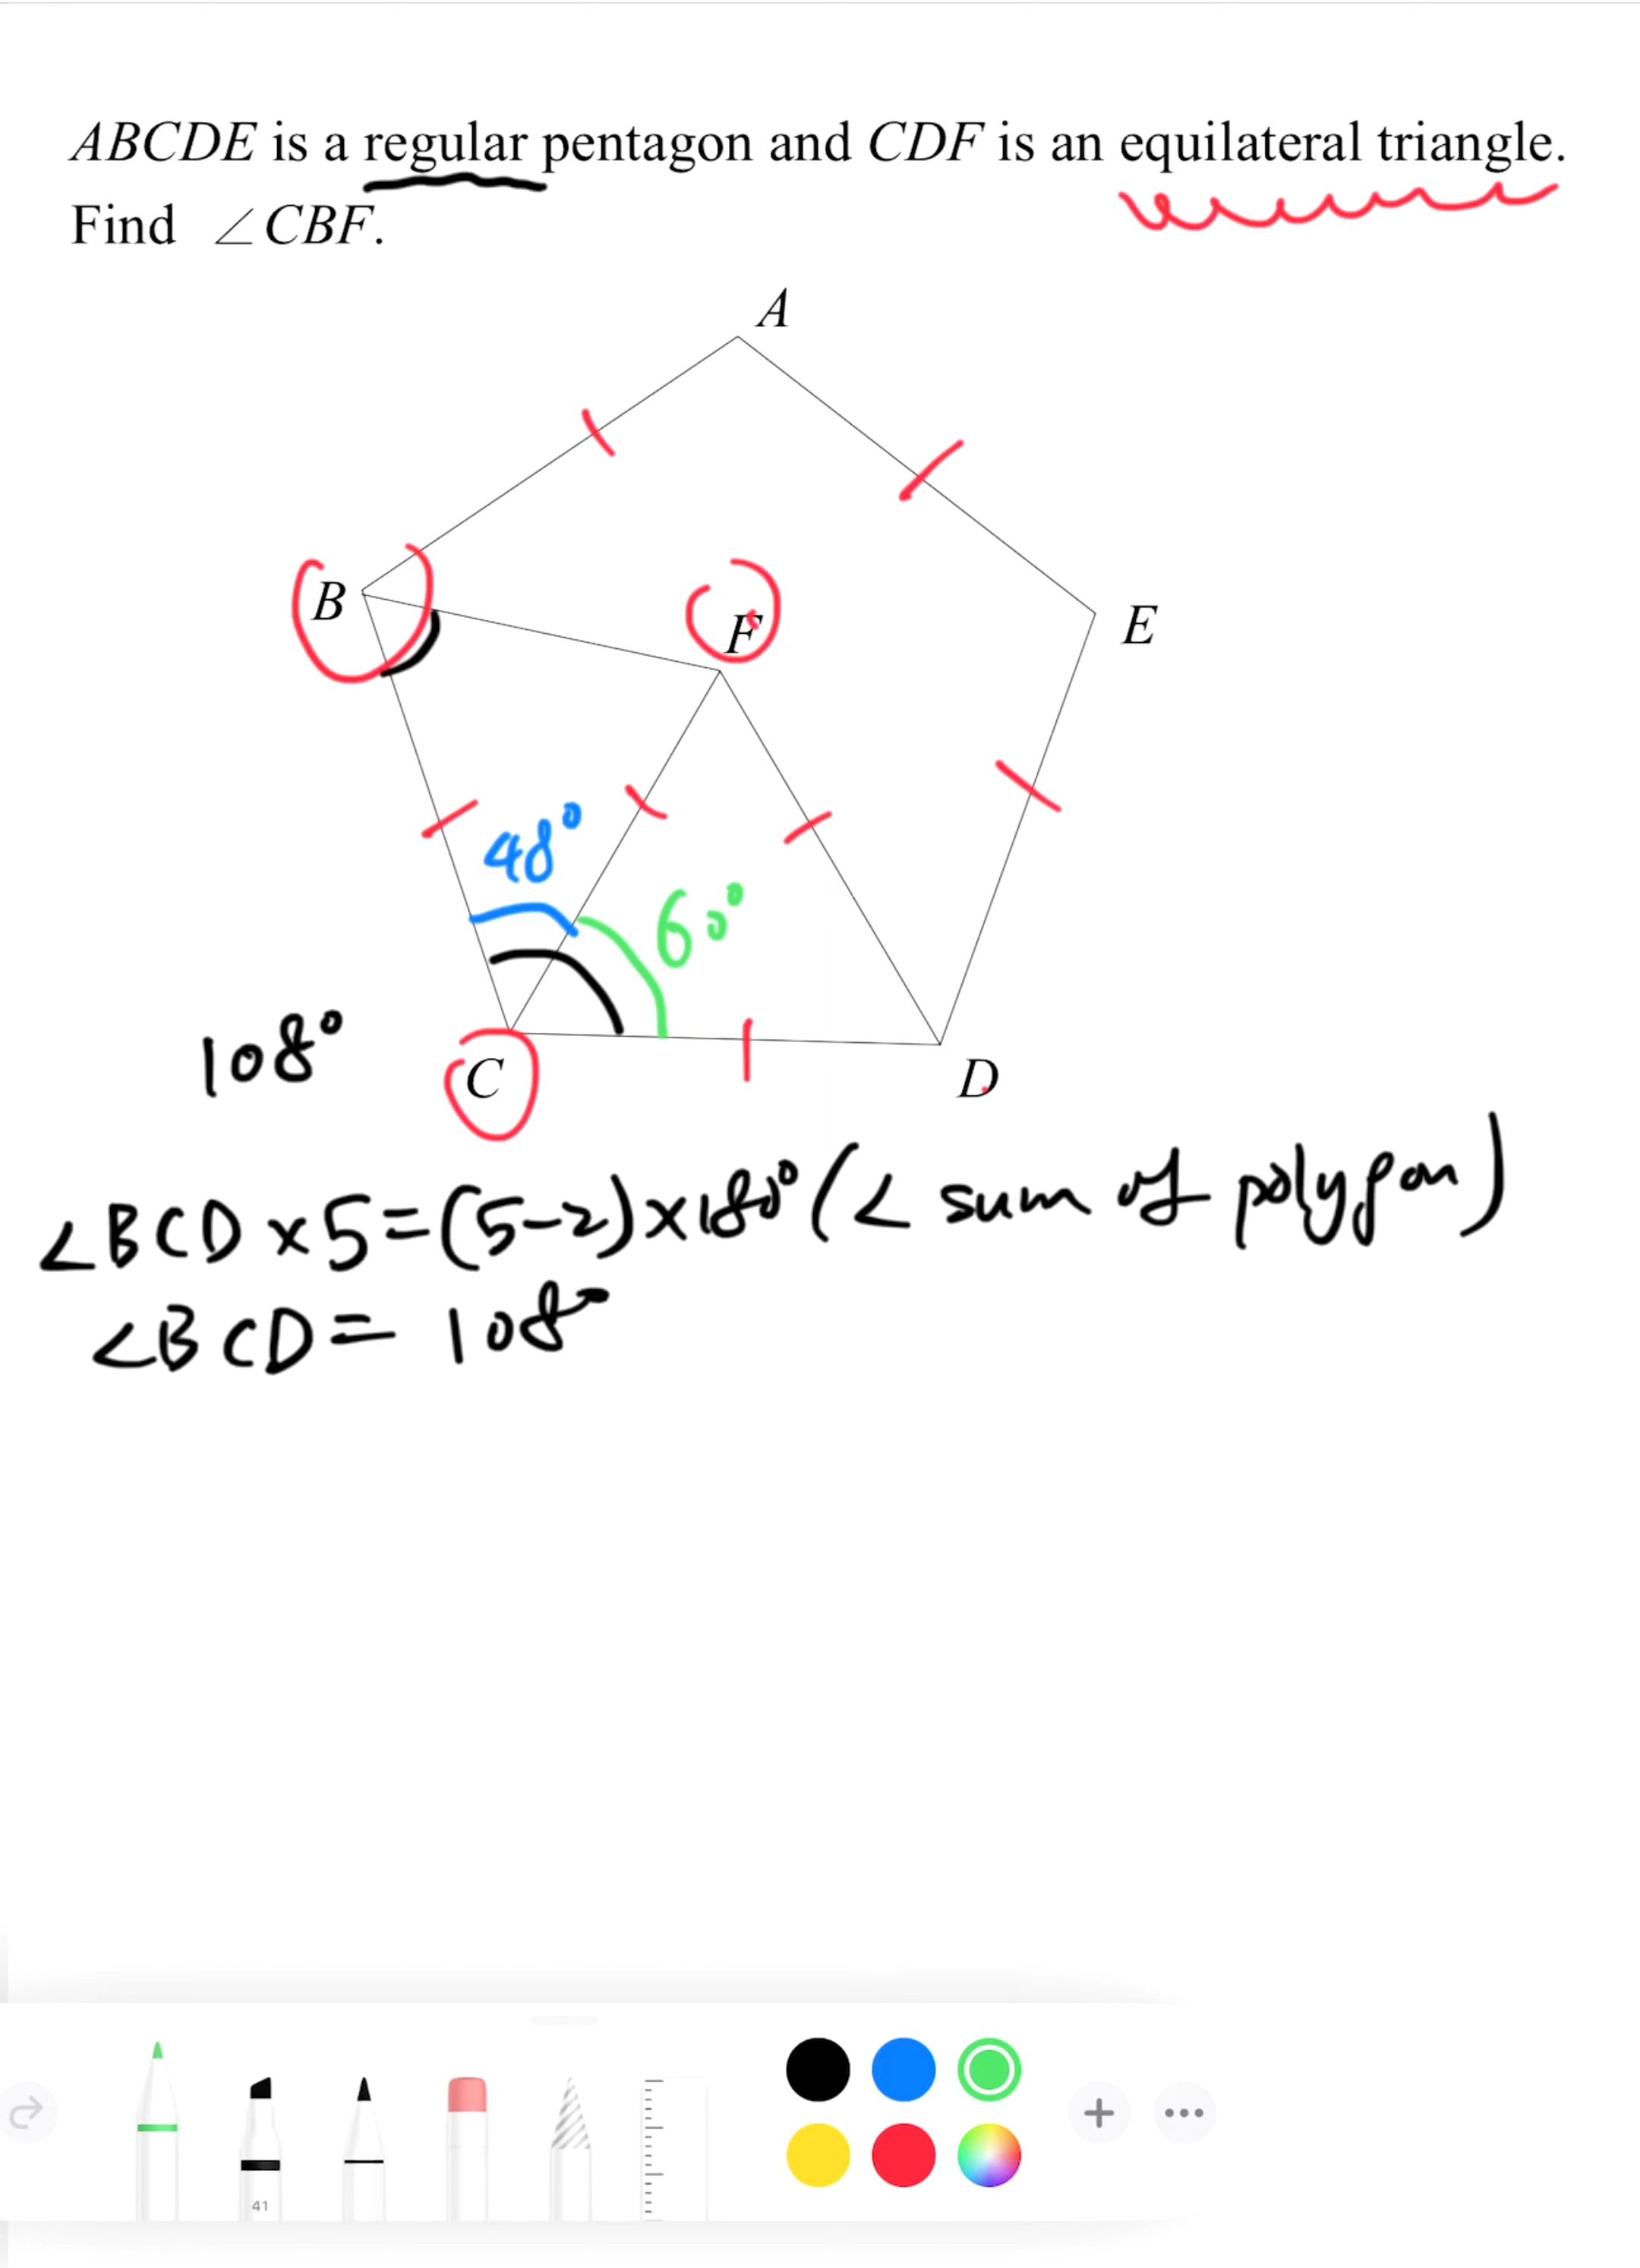 ABCDE is a regular pentagon and CDF is an equilateral triangle.
Find ∠CBF.
A
B
F
E
48°
60°
108°
C
D
∠BCD×5=(5-2)×180° (∠ sum of polygon)
∠BCD= 108°
41